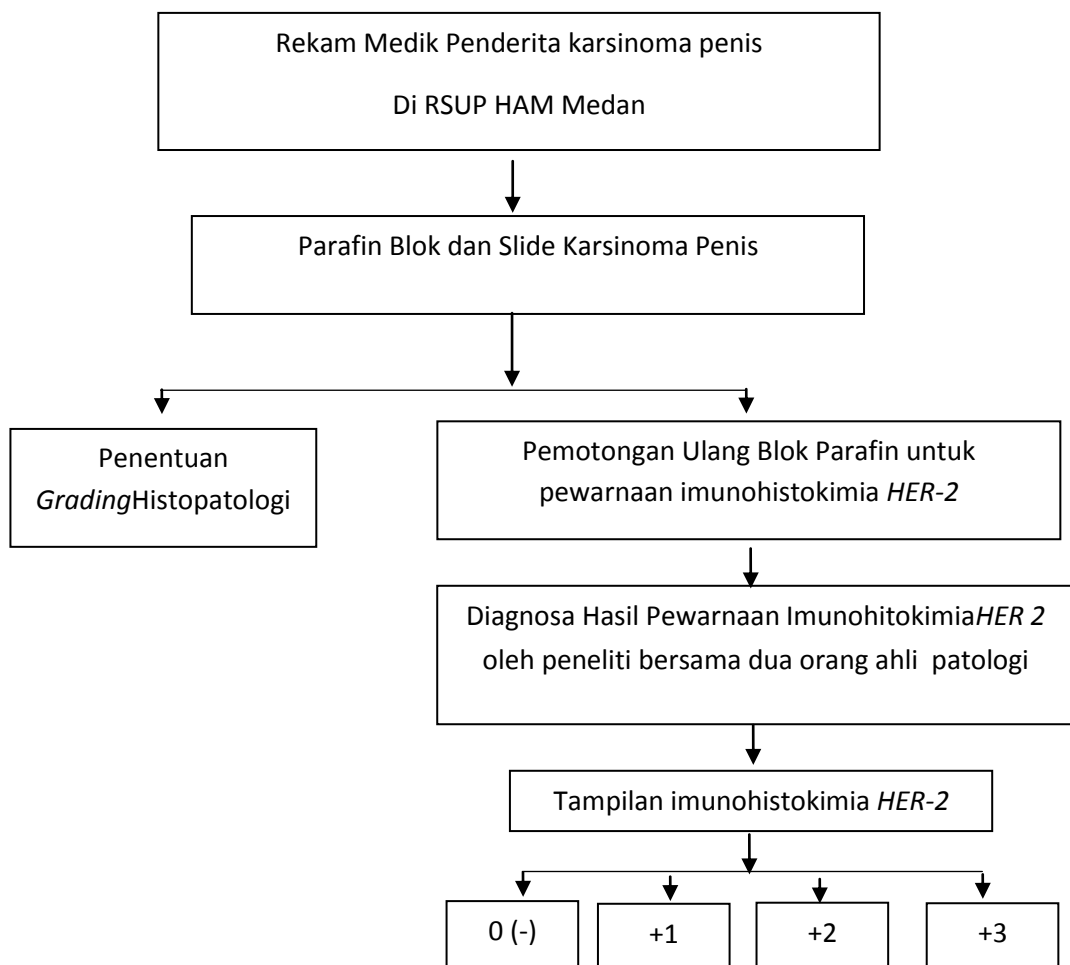 Rekam Medik Penderita karsinoma penis
Di RSUP HAM Medan
Parafin Blok dan Slide Karsinoma Penis
Penentuan
GradingHistopatologi
Pemotongan Ulang Blok Parafin untuk
pewarnaan imunohistokimia HER-2
Diagnosa Hasil Pewarnaan ImunohitokimiaHER 2
oleh peneliti bersama dua orang ahli patologi
Tampilan imunohistokimia HER-2
0 (-)
+1
+2
+3